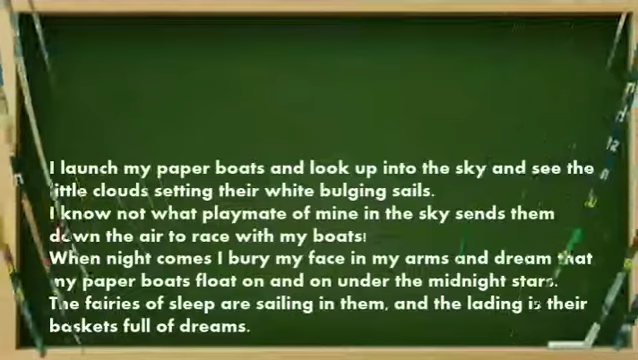 I launch my paper boats and look up into the sky and see the
little clouds setting their white bulging sails.
I know not what playmate of mine in the sky sends them
down the air to race with my boats!
When night comes I bury my face in my arms and dream that
my paper boats float on and on under the midnight stars.
The fairies of sleep are sailing in them, and the lading is their
baskets full of dreams.